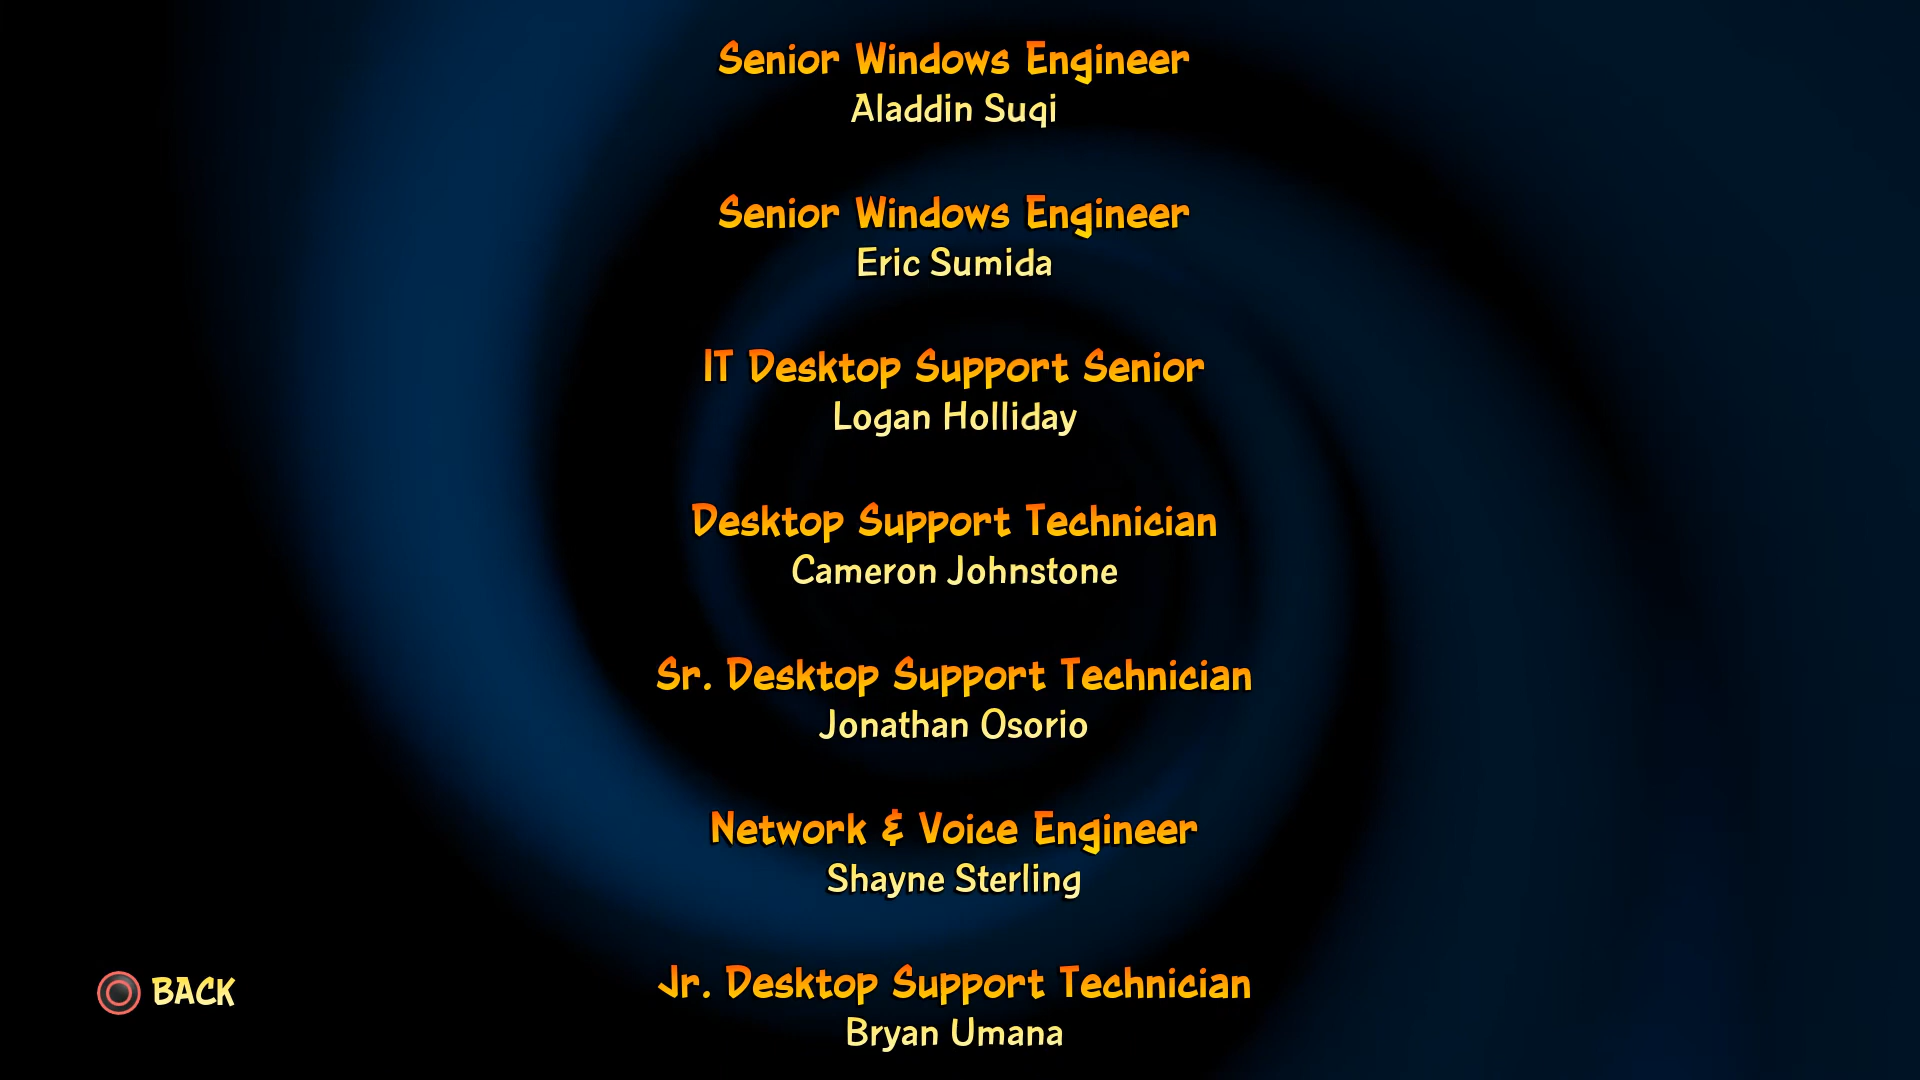 Senior Windows Engineer
Aladdin Suqi
Senior Windows Engineer
Eric Sumida
IT Desktop Support Senior
Logan Holliday
Desktop Support Technician
Cameron Johnstone
Sr. Desktop Support Technician
Jonathan Osorio
Network & Voice Engineer
Shayne Sterling
Jr. Desktop Support Technician
Bryan Umana
BACK